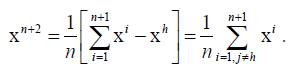 x^{n+2} = \frac{1}{n} \left[ \sum_{i=1}^{n+1} x^i - x^h \right] = \frac{1}{n} \sum_{i=1, j \neq h}^{n+1} x^i .